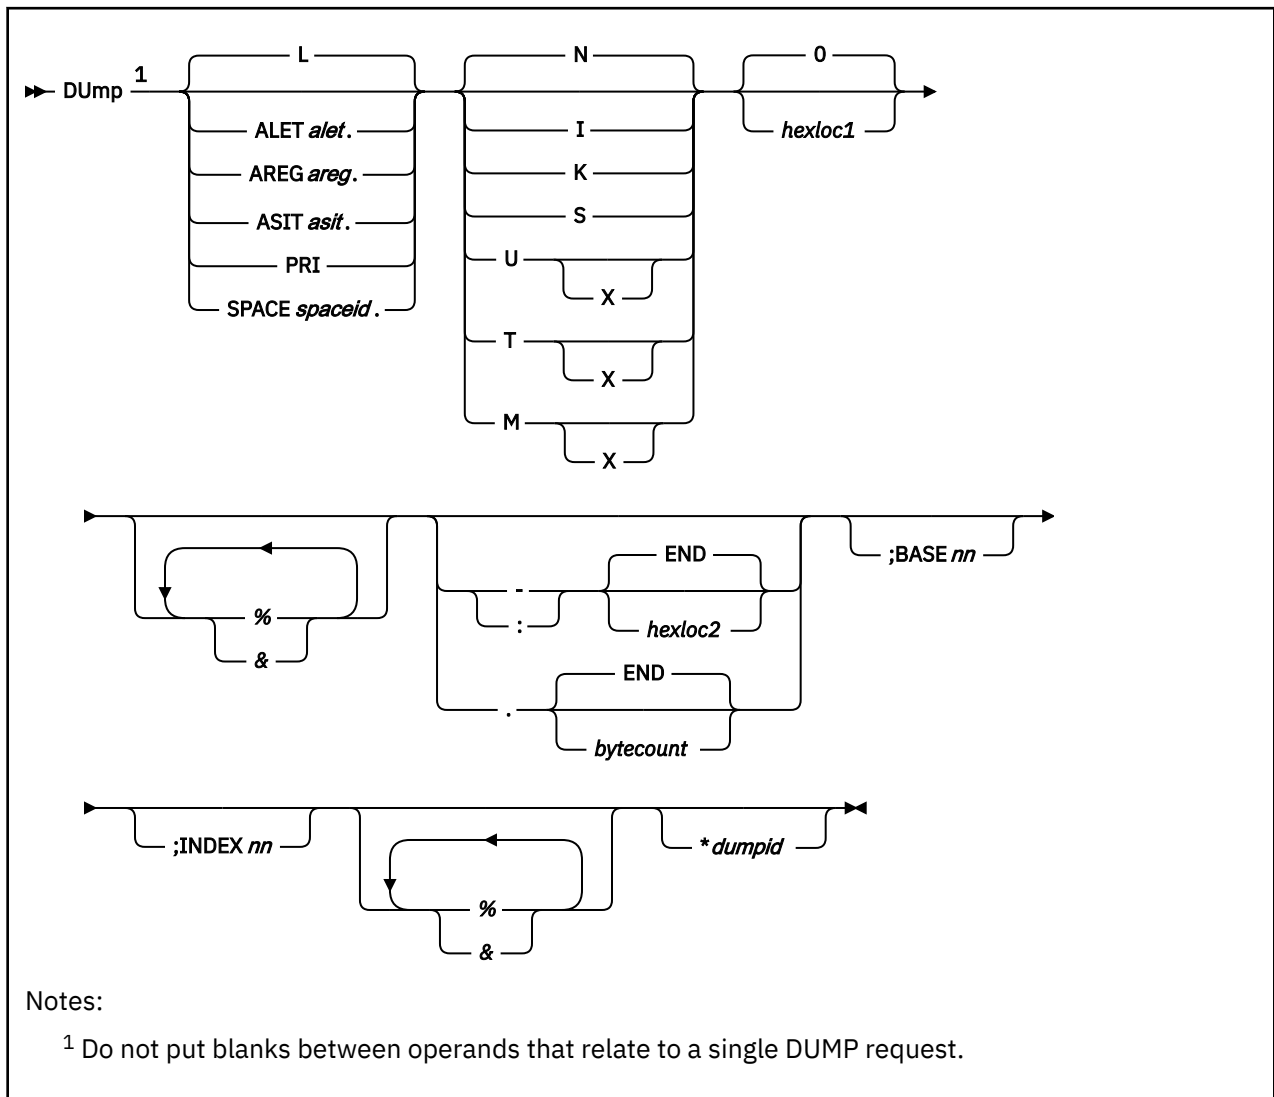 L N 0
DUmp 1
ALET alet. I hexloc1
AREG areg. K
ASIT asit. S
PRI U
SPACE spaceid. X
T
X
M
X
END ;BASE nn
- 
% : hexloc2
& END
.
bytecount
;INDEX nn *dumpid
%
&
Notes:
1 Do not put blanks between operands that relate to a single DUMP request.